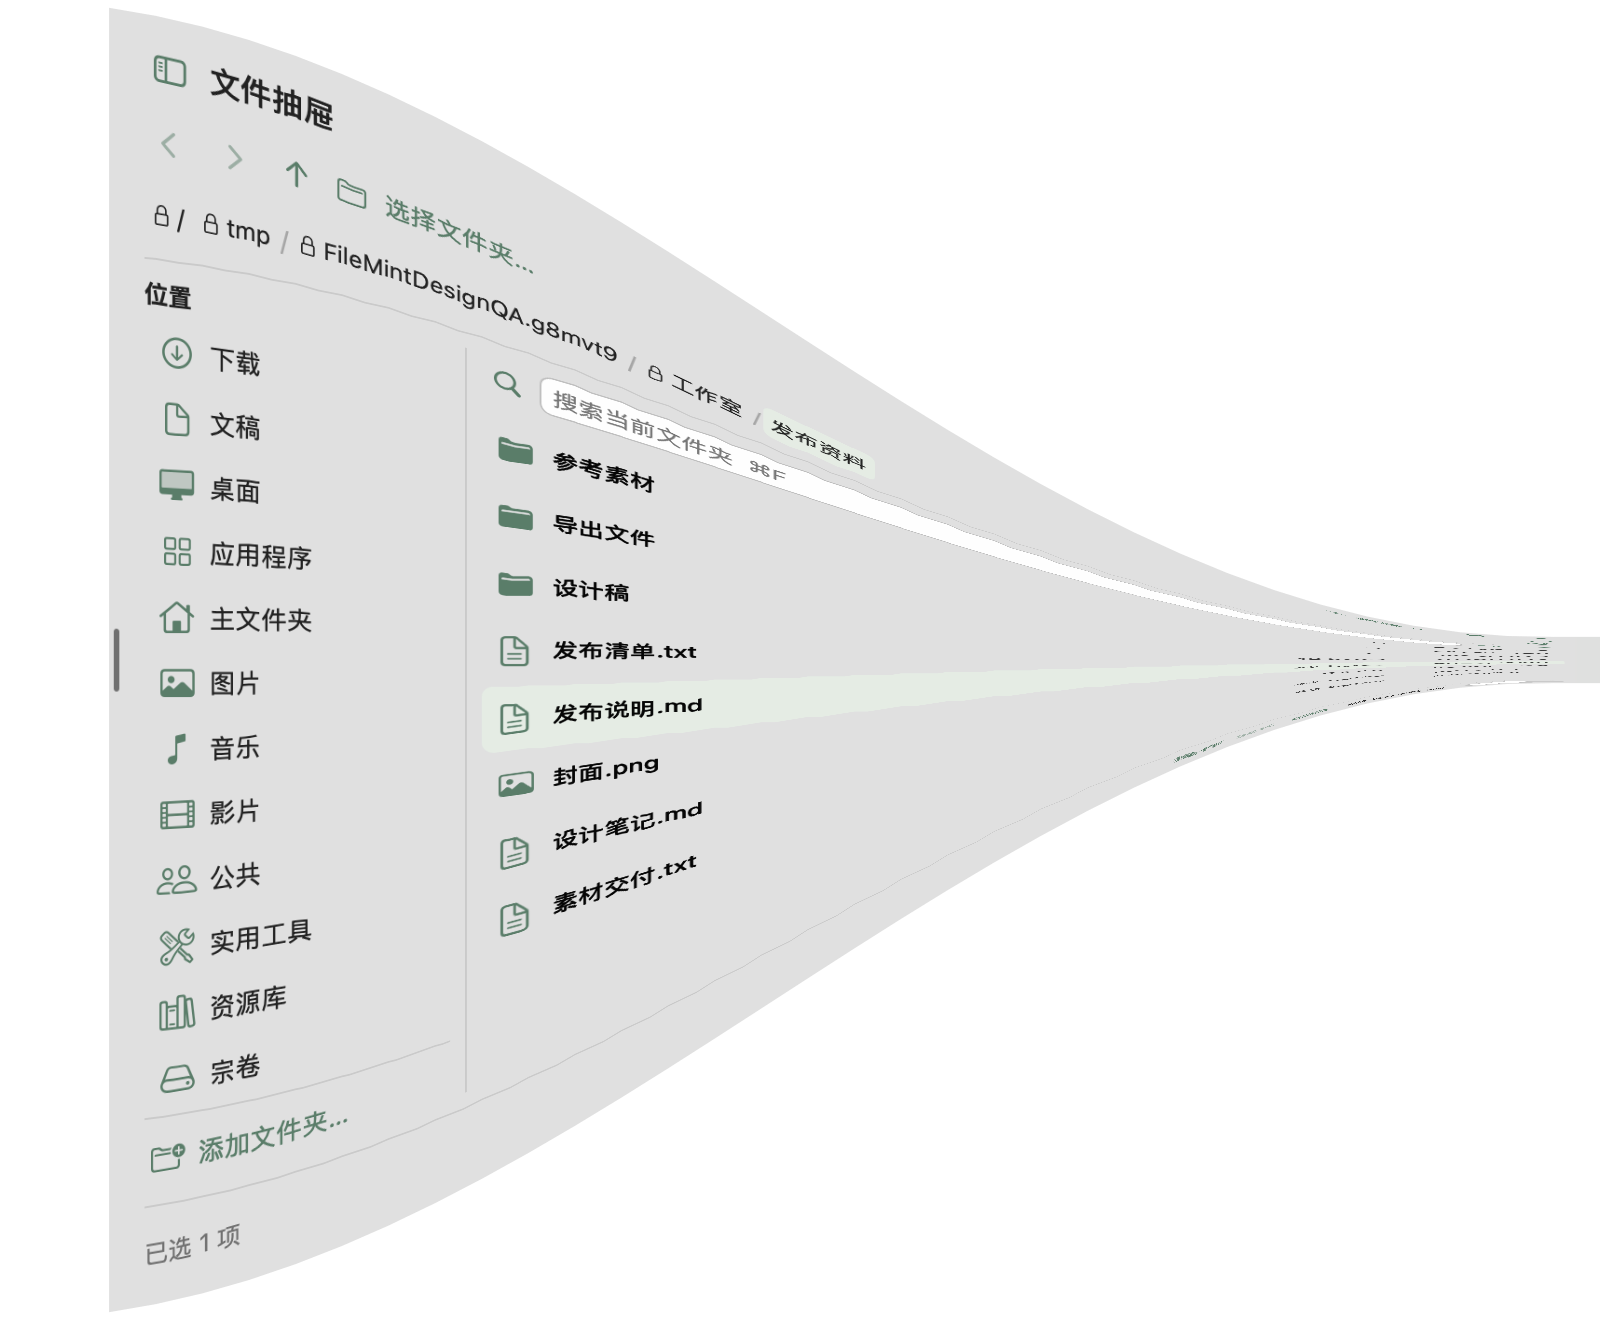 文件抽屉
选择文件夹...
/ tmp / FileMintDesignQA.g8mvt9 / 工作室 / 发布资料
位置
下载
文稿
桌面
应用程序
主文件夹
图片
音乐
影片
公共
实用工具
资源库
宗卷
添加文件夹...
已选 1 项
搜索当前文件夹 ⌘F
参考素材
导出文件
设计稿
发布清单.txt
发布说明.md
封面.png
设计笔记.md
素材交付.txt